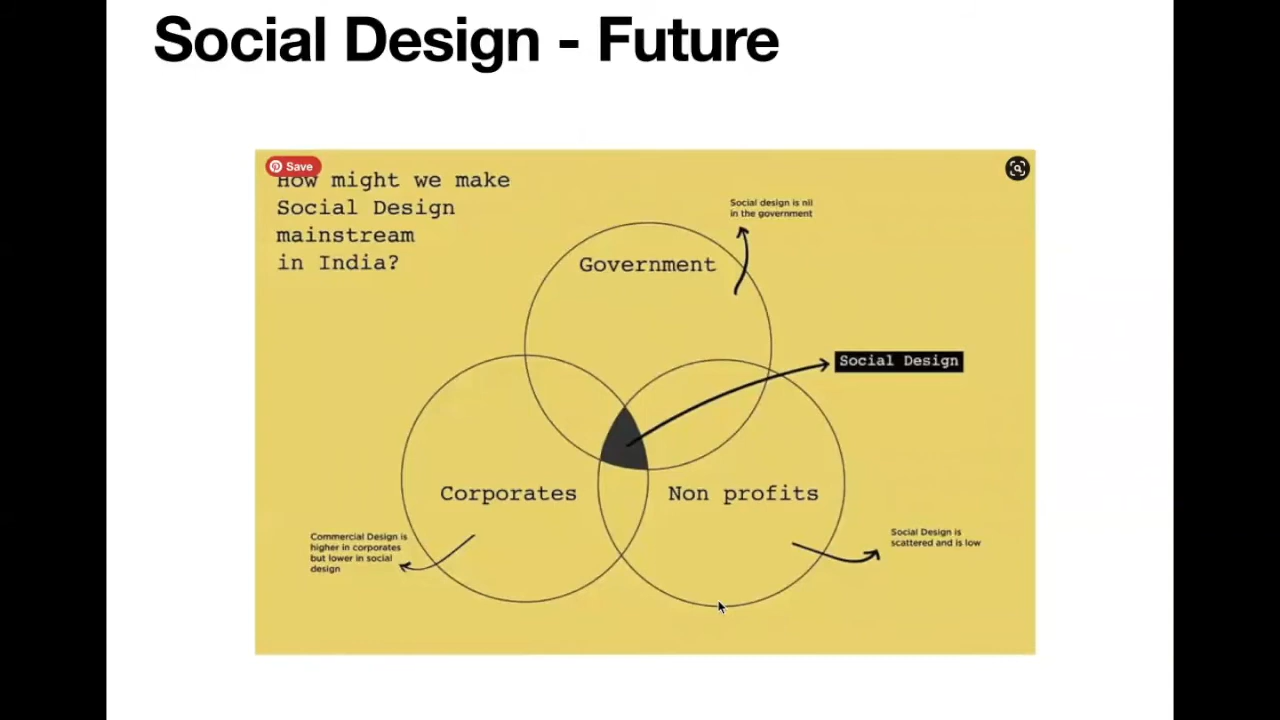 Social Design - Future
Save
How might we make
Social Design
mainstream
in India?
Social design is nil
in the government
Government
Social Design
Corporates
Non profits
Commercial Design is
higher in corporates
but lower in social
design
Social Design is
scattered and is low